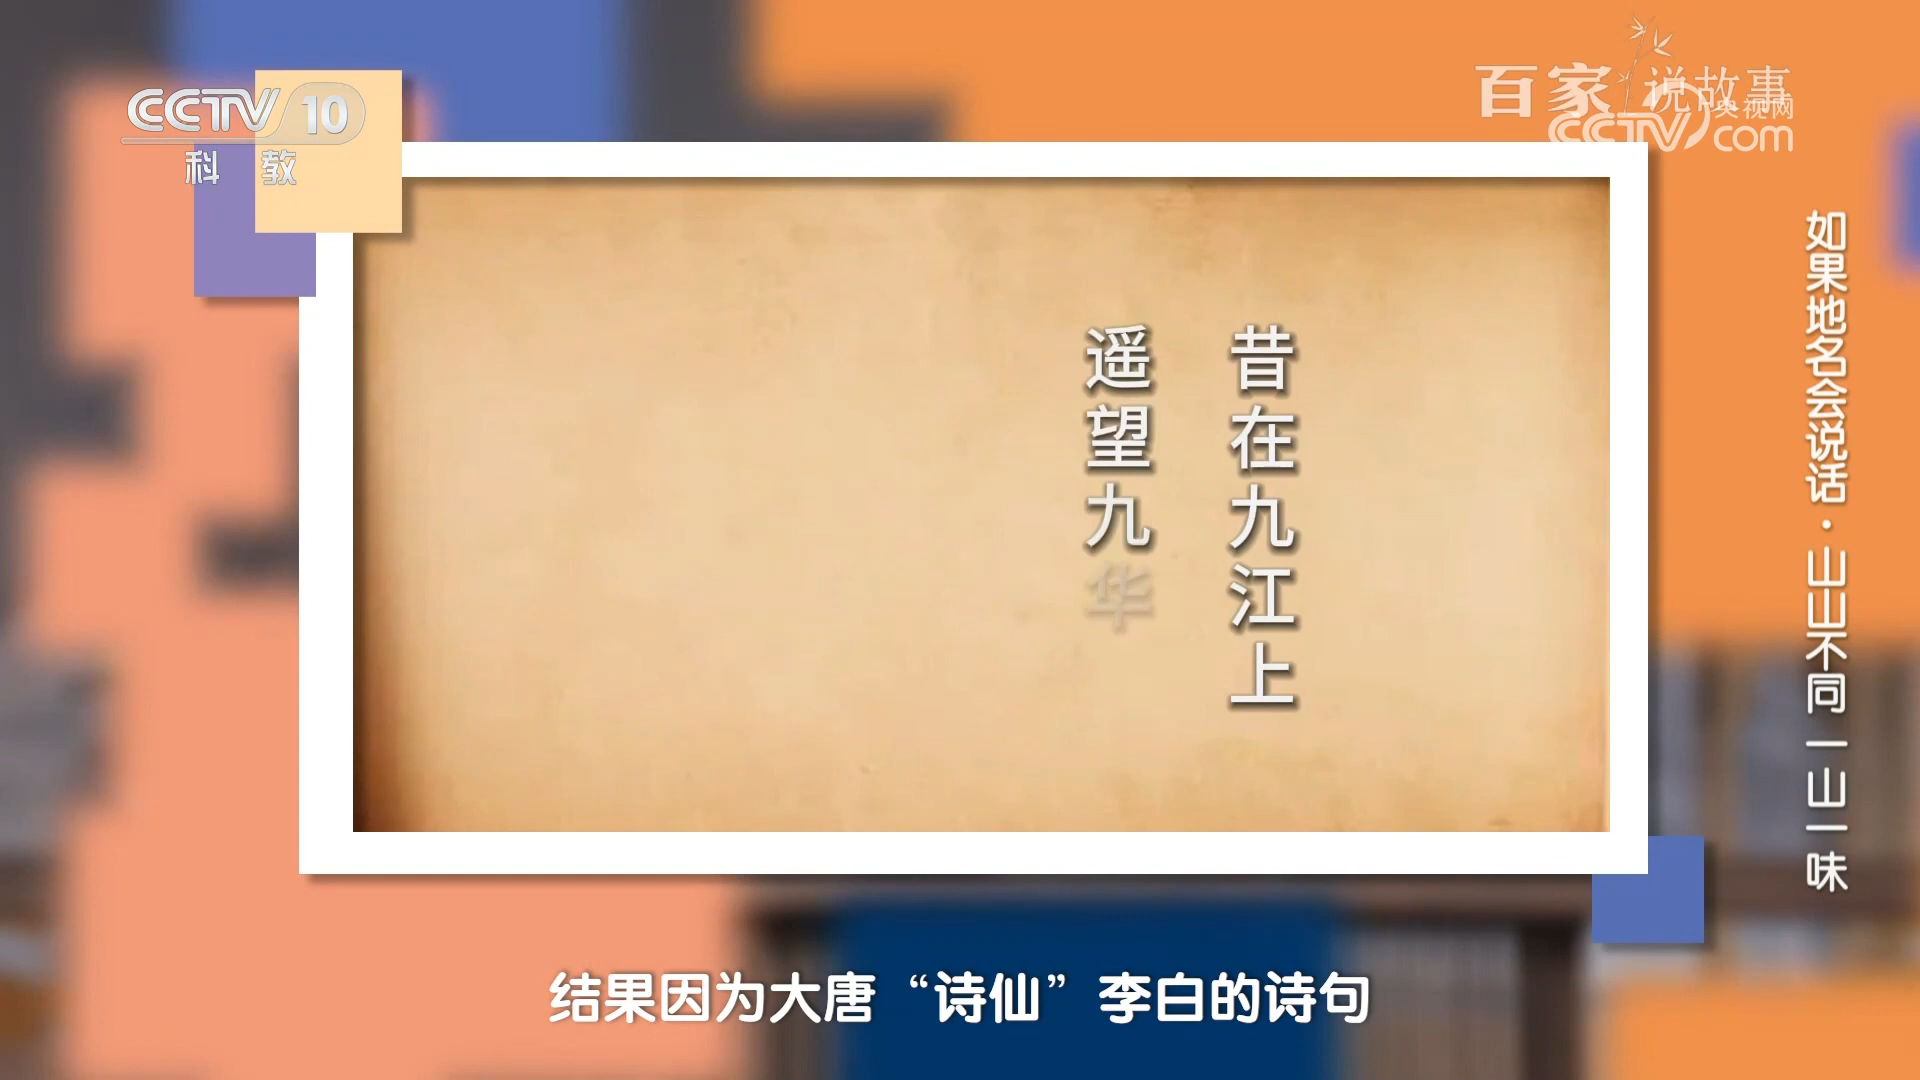 CCTV 10
科 教
百家说故事
央视网
CCTV.com
如果地名会说话·山山不同 一山一味
昔在九江上
遥望九华
结果因为大唐“诗仙”李白的诗句